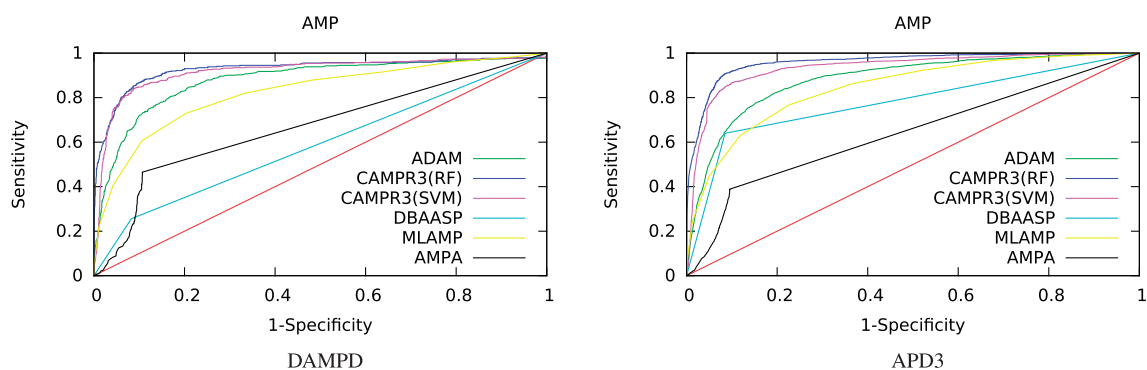 AMP
Sensitivity
1
0.8
0.6
0.4
0.2
0
ADAM
CAMPR3(RF)
CAMPR3(SVM)
DBAASP
MLAMP
AMPA
0 0.2 0.4 0.6 0.8 1
1-Specificity
DAMPD
AMP
Sensitivity
1
0.8
0.6
0.4
0.2
0
ADAM
CAMPR3(RF)
CAMPR3(SVM)
DBAASP
MLAMP
AMPA
0 0.2 0.4 0.6 0.8 1
1-Specificity
APD3